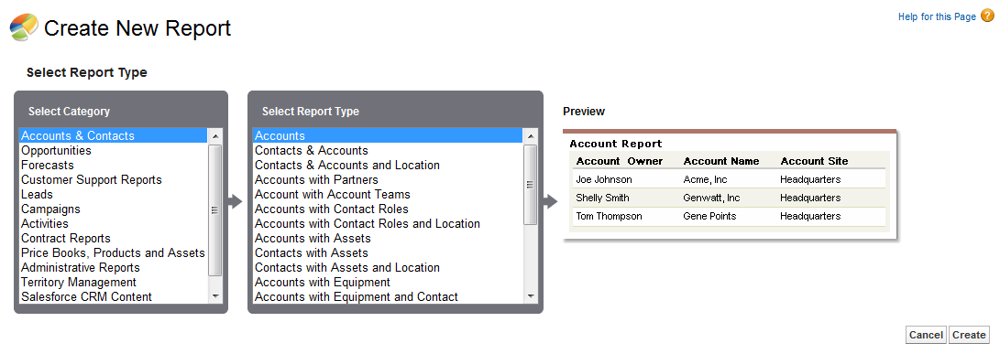 Help for this Page ?
Create New Report
Select Report Type
Select Category
Accounts & Contacts
Opportunities
Forecasts
Customer Support Reports
Leads
Campaigns
Activities
Contract Reports
Price Books, Products and Assets
Administrative Reports
Territory Management
Salesforce CRM Content
Select Report Type
Accounts
Contacts & Accounts
Contacts & Accounts and Location
Accounts with Partners
Account with Account Teams
Accounts with Contact Roles
Accounts with Contact Roles and Location
Accounts with Assets
Contacts with Assets
Contacts with Assets and Location
Accounts with Equipment
Accounts with Equipment and Contact
Preview
Account Report
Account Owner Account Name Account Site
Joe Johnson Acme, Inc Headquarters
Shelly Smith Genwatt, Inc Headquarters
Tom Thompson Gene Points Headquarters
Cancel Create